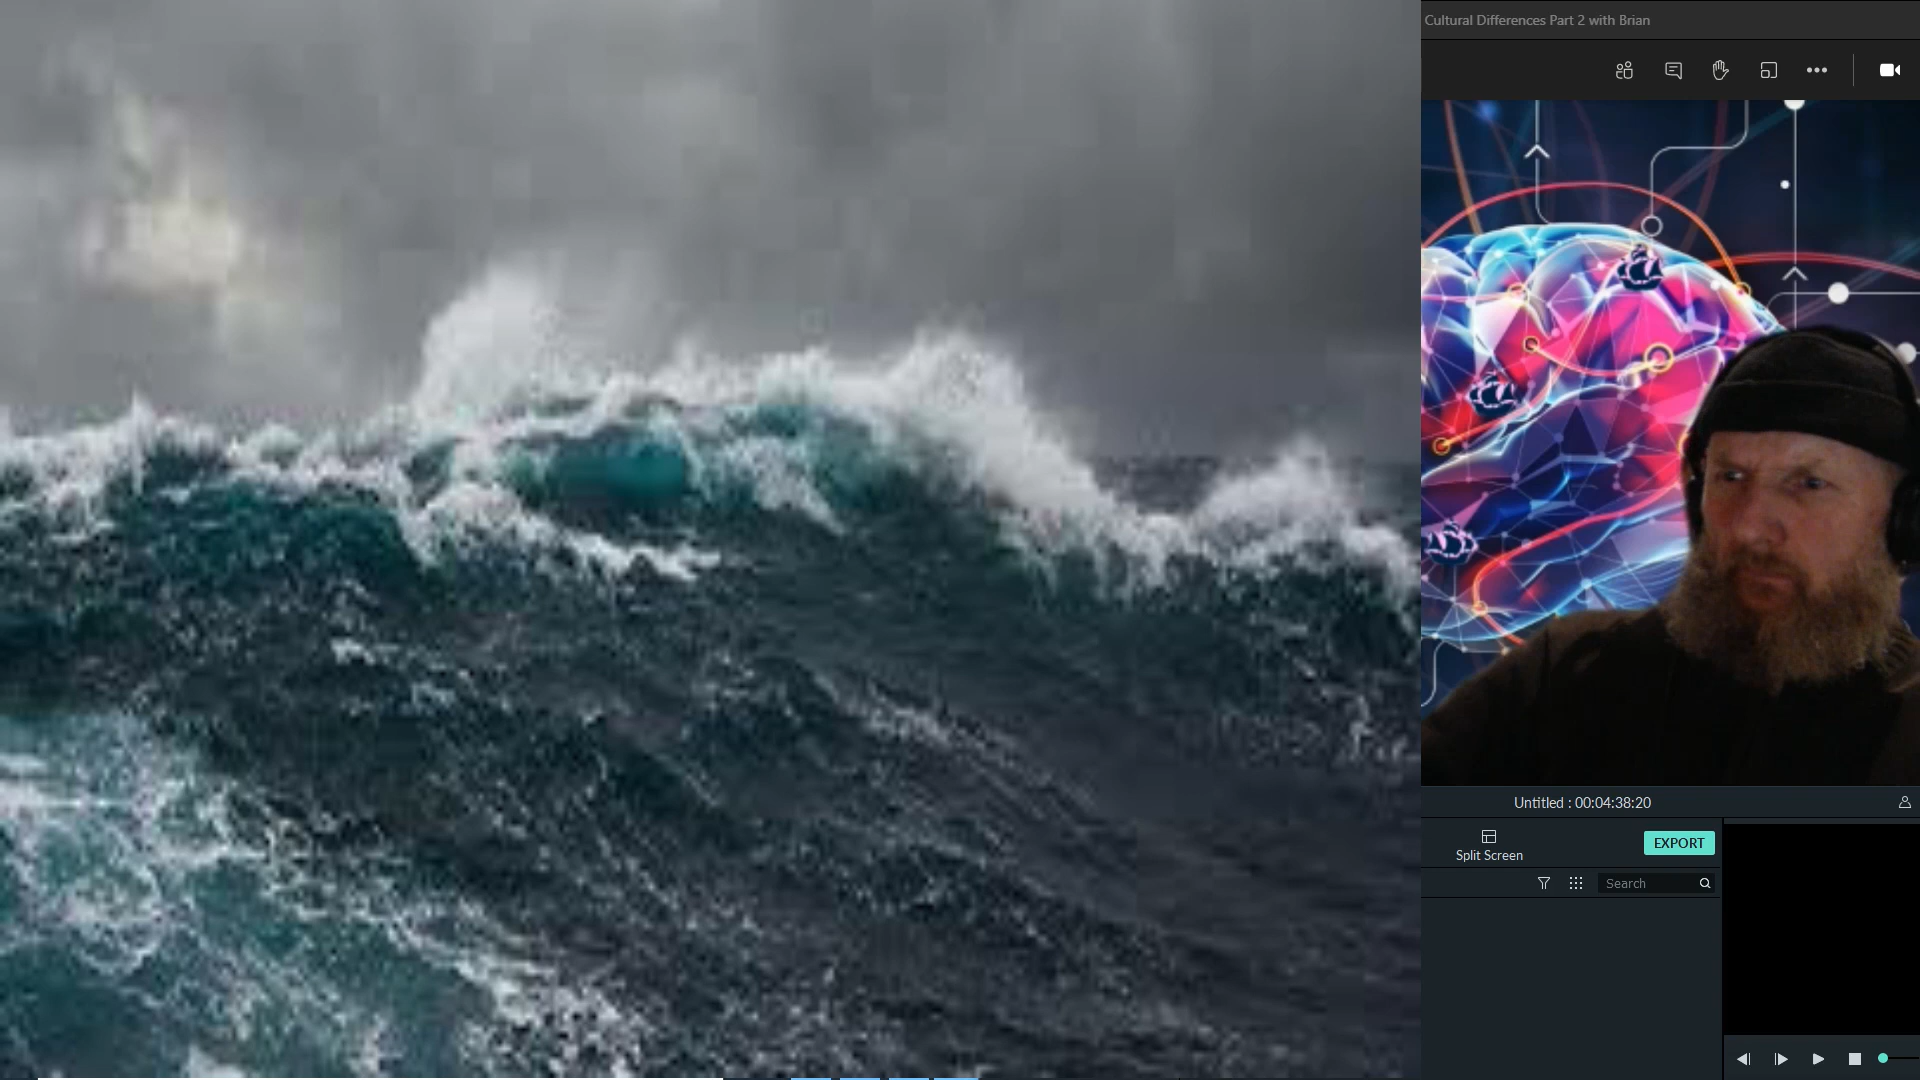 Cultural Differences Part 2 with Brian
Untitled : 00:04:38:20
Split Screen
EXPORT
Search